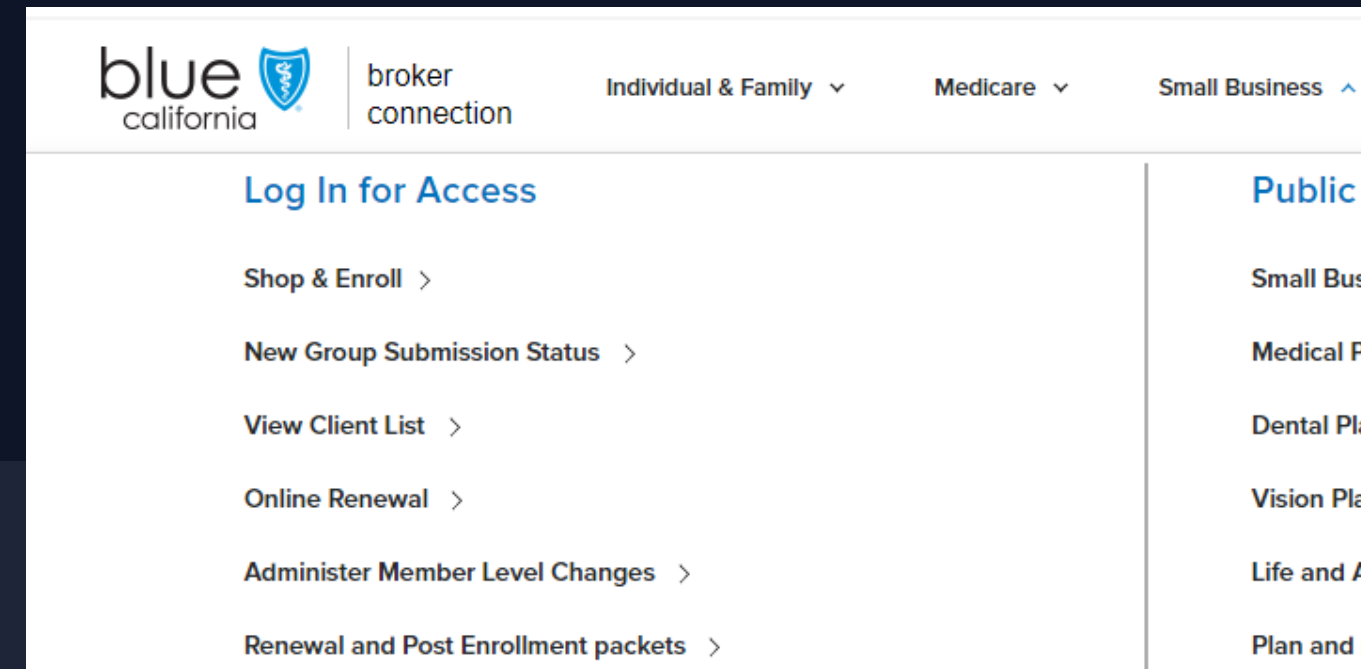 blue
california
broker
connection
Individual & Family
Medicare
Small Business
Log In for Access
Shop & Enroll
New Group Submission Status
View Client List
Online Renewal
Administer Member Level Changes
Renewal and Post Enrollment packets
Public
Small
Medical
Dental
Vision
Life and
Plan and